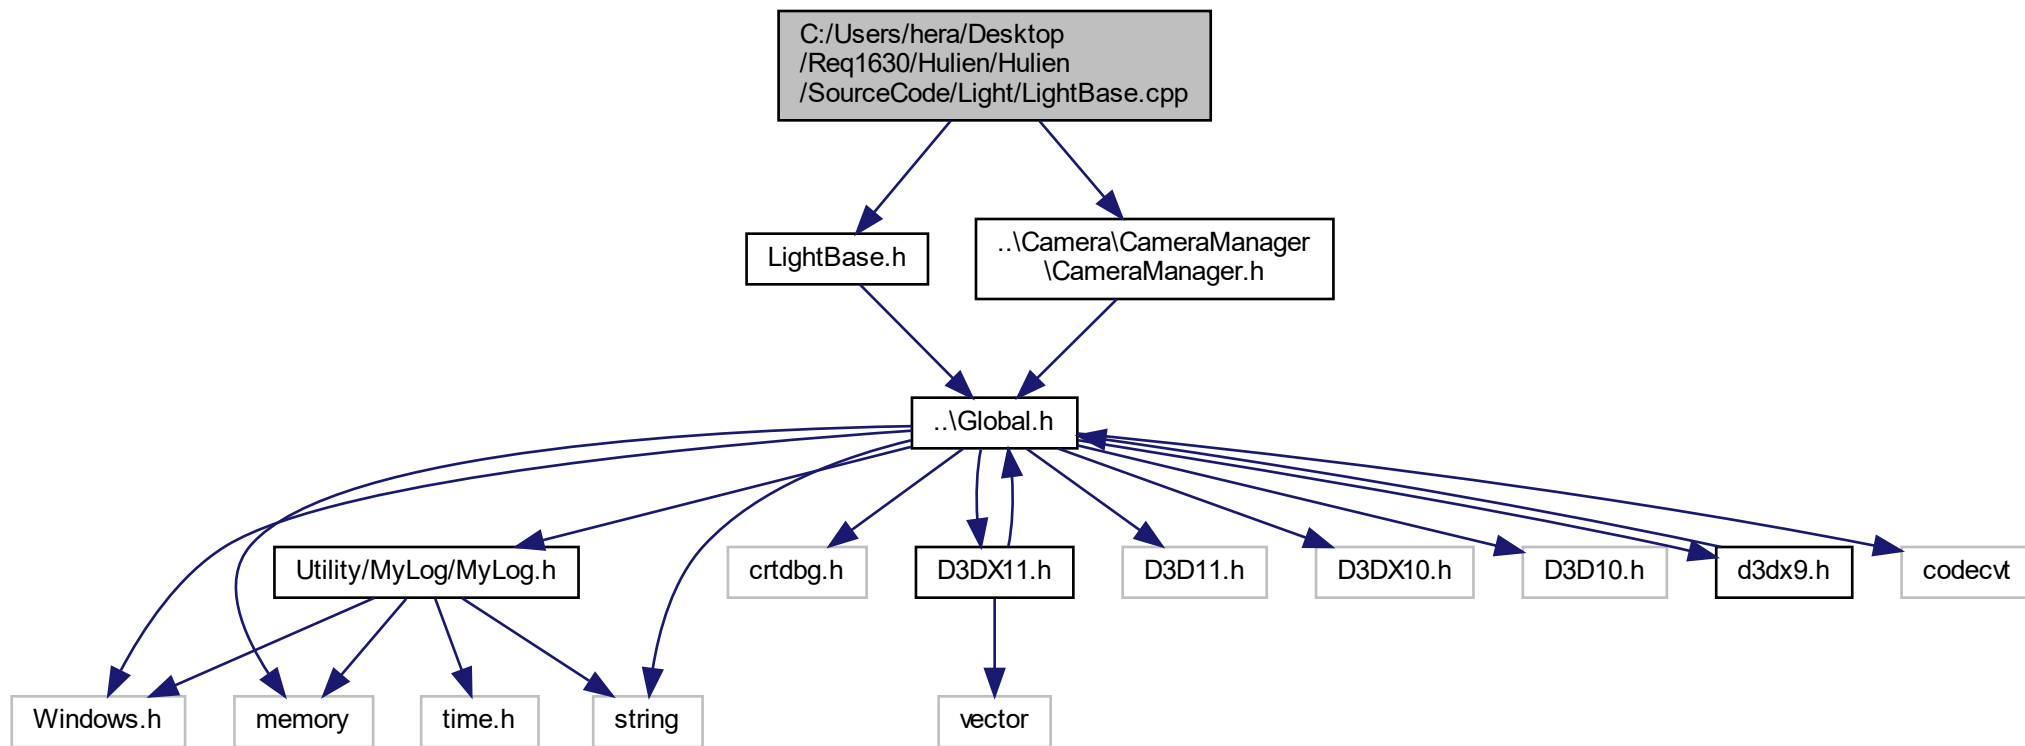 C:/Users/hera/Desktop
/Req1630/Hulien/Hulien
/SourceCode/Light/LightBase.cpp
LightBase.h
..\Camera\CameraManager
\CameraManager.h
..\Global.h
Utility/MyLog/MyLog.h
crtdbg.h
D3DX11.h
D3D11.h
D3DX10.h
D3D10.h
d3dx9.h
codecvt
Windows.h
memory
time.h
string
vector